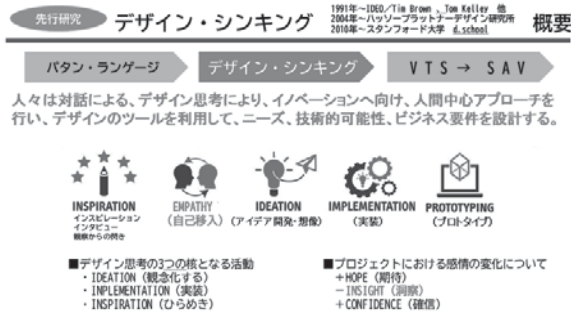 先行研究
デザイン・シンキング
1991年~IDEO/Tim Brown 、Tom Kelley 他
2004年~ハッソープラットナーデザイン研究所
2010年~スタンフォード大学 d.school
概要
パタン・ランゲージ
デザイン・シンキング
VTS→ SAV
人々は対話による、デザイン思考により、イノベーションへ向け、人間中心アプローチを
行い、デザインのツールを利用して、ニーズ、技術的可能性、ビジネス要件を設計する。
INSPIRATION
インスピレーション
インタビュー
観察からの閃き
EMPATHY
(自己移入)
IDEATION
(アイデア開発・想像)
IMPLEMENTATION
(実装)
PROTOTYPING
(プロトタイプ)
■デザイン思考の3つの核となる活動
・IDEATION (観念化する)
・INPLEMENTATION (実装)
・INSPIRATION (ひらめき)
■プロジェクトにおける感情の変化について
+HOPE (期待)
-INSIGHT (洞察)
+CONFIDENCE (確信)